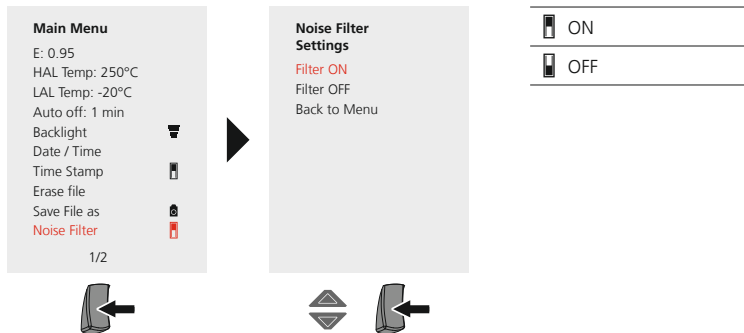 Main Menu
E: 0.95
HAL Temp: 250°C
LAL Temp: -20°C
Auto off: 1 min
Backlight
Date / Time
Time Stamp
Erase file
Save File as
Noise Filter
1/2
Noise Filter
Settings
Filter ON
Filter OFF
Back to Menu
ON
OFF